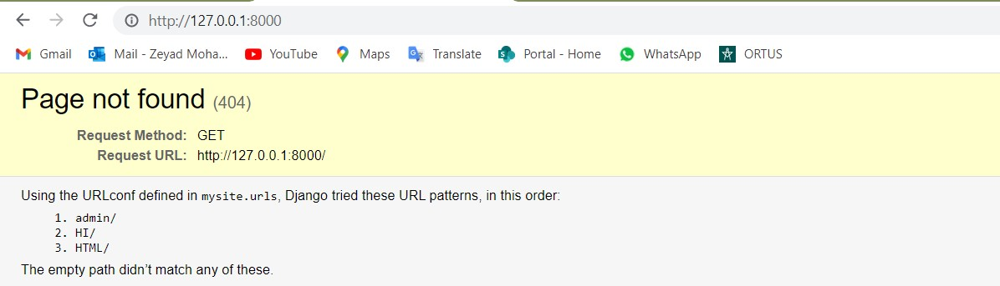 http://127.0.0.1:8000
Gmail Mail - Zeyad Moha... YouTube Maps Translate Portal - Home WhatsApp ORTUS
Page not found (404)
Request Method: GET
Request URL: http://127.0.0.1:8000/
Using the URLconf defined in mysite.urls, Django tried these URL patterns, in this order:
1. admin/
2. HI/
3. HTML/
The empty path didn’t match any of these.